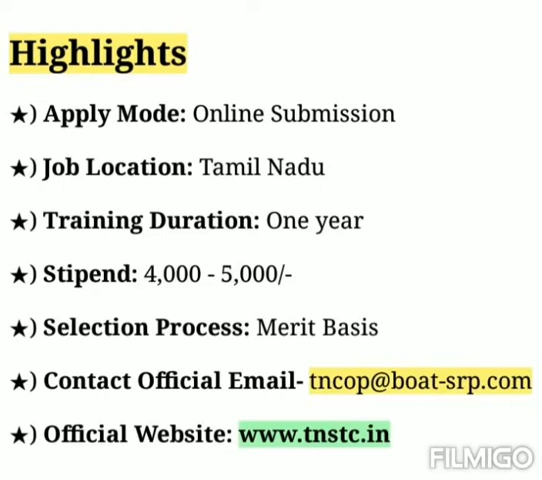 Highlights
★) Apply Mode: Online Submission
★) Job Location: Tamil Nadu
★) Training Duration: One year
★) Stipend: 4,000 - 5,000/-
★) Selection Process: Merit Basis
★) Contact Official Email- tncop@boat-srp.com
★) Official Website: www.tnstc.in
FILMIGO